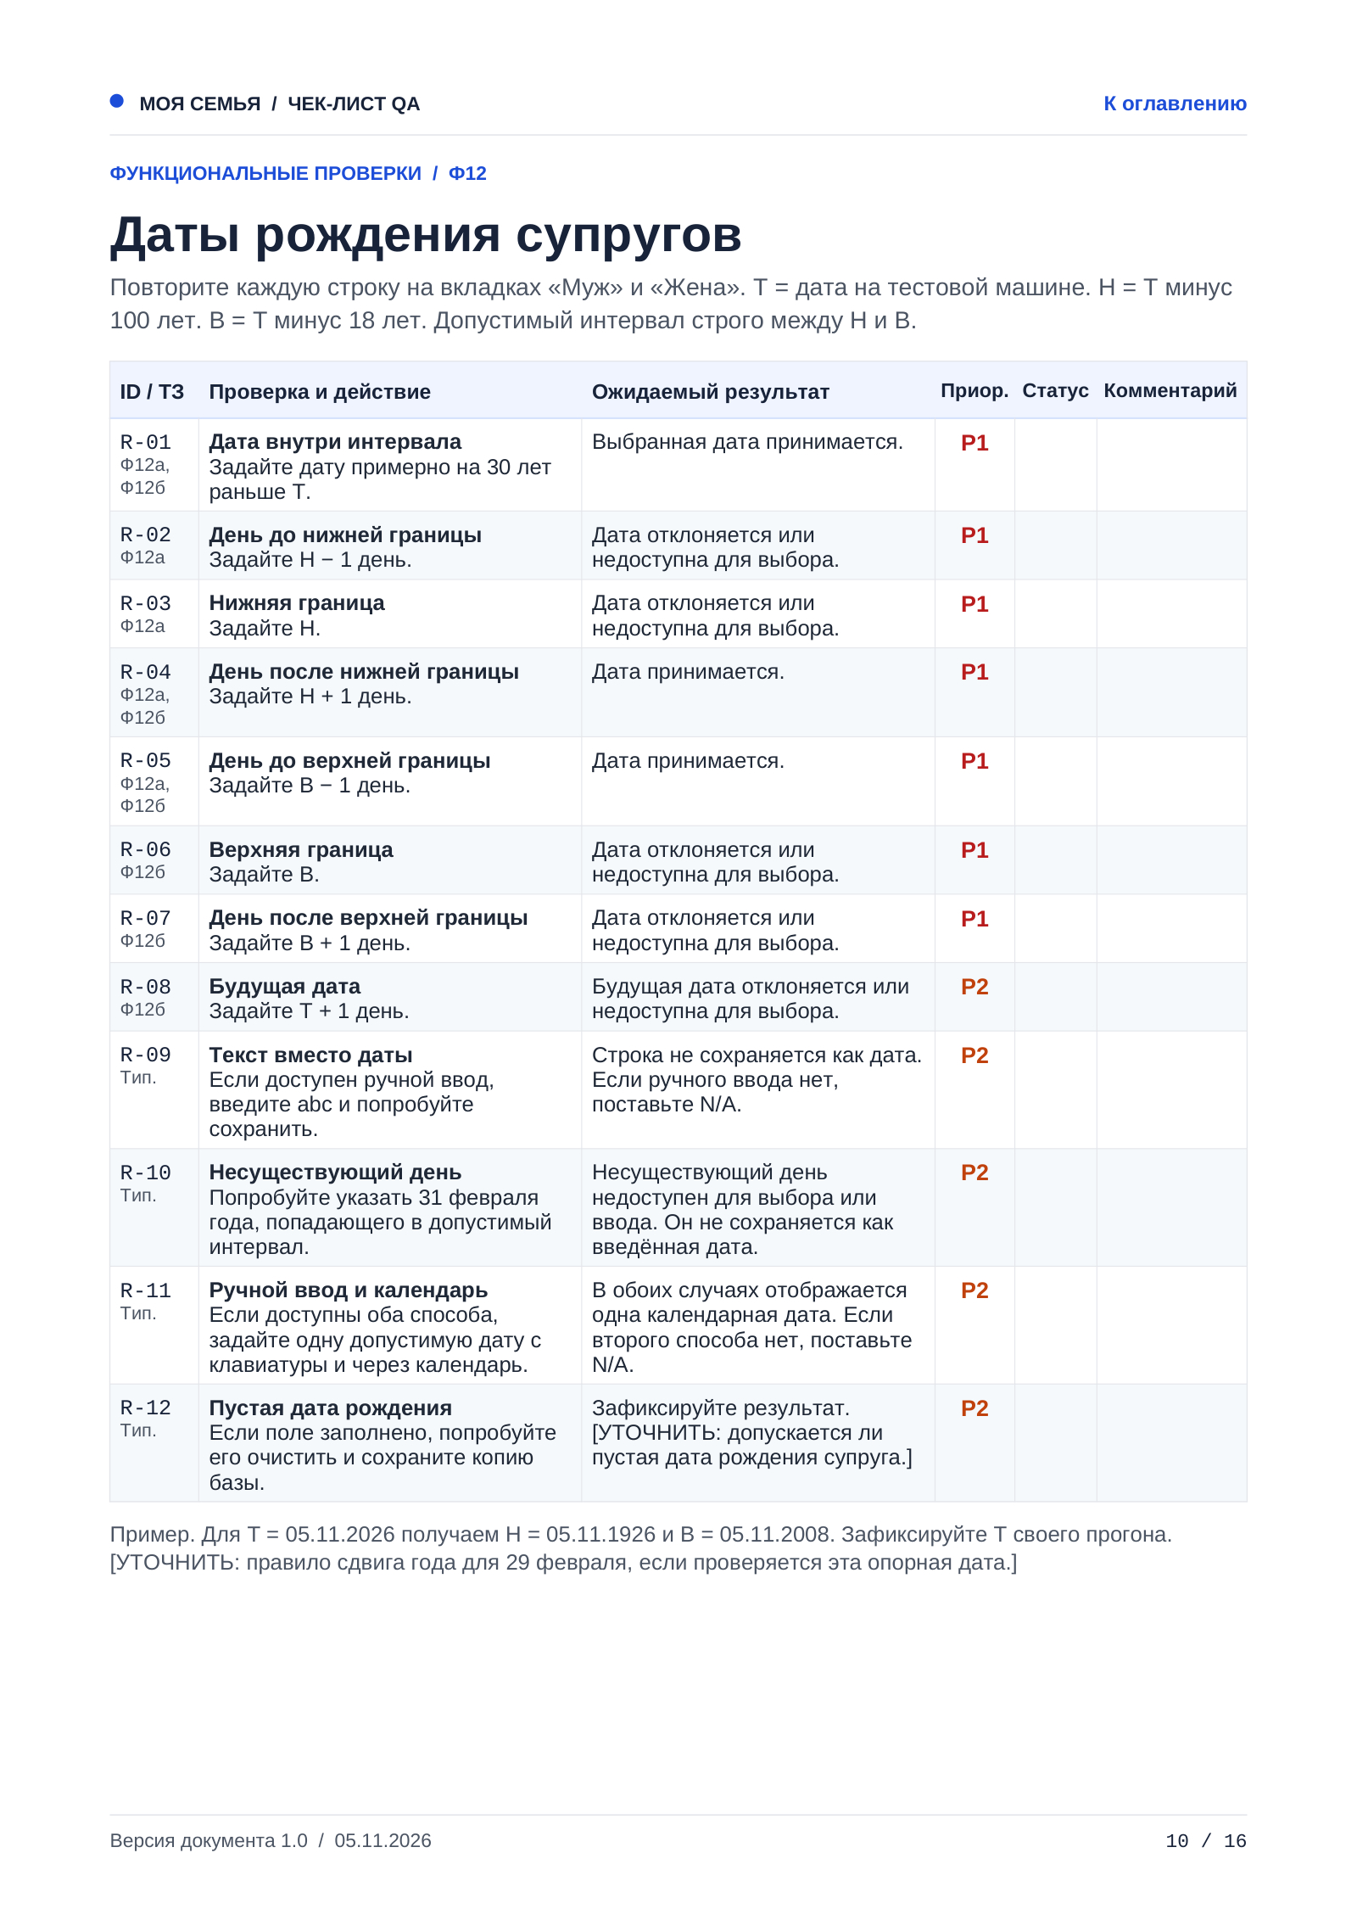 МОЯ СЕМЬЯ / ЧЕК-ЛИСТ QA
К оглавлению
ФУНКЦИОНАЛЬНЫЕ ПРОВЕРКИ / Ф12
Даты рождения супругов
Повторите каждую строку на вкладках «Муж» и «Жена». Т = дата на тестовой машине. Н = Т минус
100 лет. В = Т минус 18 лет. Допустимый интервал строго между Н и В.
ID / ТЗ Проверка и действие Ожидаемый результат Приор. Статус Комментарий
R-01
Ф12а,
Ф12б
Дата внутри интервала
Задайте дату примерно на 30 лет
раньше Т.
Выбранная дата принимается.
P1
R-02
Ф12а
День до нижней границы
Задайте Н − 1 день.
Дата отклоняется или
недоступна для выбора.
P1
R-03
Ф12а
Нижняя граница
Задайте Н.
Дата отклоняется или
недоступна для выбора.
P1
R-04
Ф12а,
Ф12б
День после нижней границы
Задайте Н + 1 день.
Дата принимается.
P1
R-05
Ф12а,
Ф12б
День до верхней границы
Задайте В − 1 день.
Дата принимается.
P1
R-06
Ф12б
Верхняя граница
Задайте В.
Дата отклоняется или
недоступна для выбора.
P1
R-07
Ф12б
День после верхней границы
Задайте В + 1 день.
Дата отклоняется или
недоступна для выбора.
P1
R-08
Ф12б
Будущая дата
Задайте Т + 1 день.
Будущая дата отклоняется или
недоступна для выбора.
P2
R-09
Тип.
Текст вместо даты
Если доступен ручной ввод,
введите abc и попробуйте
сохранить.
Строка не сохраняется как дата.
Если ручного ввода нет,
поставьте N/A.
P2
R-10
Тип.
Несуществующий день
Попробуйте указать 31 февраля
года, попадающего в допустимый
интервал.
Несуществующий день
недоступен для выбора или
ввода. Он не сохраняется как
введённая дата.
P2
R-11
Тип.
Ручной ввод и календарь
Если доступны оба способа,
задайте одну допустимую дату с
клавиатуры и через календарь.
В обоих случаях отображается
одна календарная дата. Если
второго способа нет, поставьте
N/A.
P2
R-12
Тип.
Пустая дата рождения
Если поле заполнено, попробуйте
его очистить и сохраните копию
базы.
Зафиксируйте результат.
[УТОЧНИТЬ: допускается ли
пустая дата рождения супруга.]
P2
Пример. Для Т = 05.11.2026 получаем Н = 05.11.1926 и В = 05.11.2008. Зафиксируйте Т своего прогона.
[УТОЧНИТЬ: правило сдвига года для 29 февраля, если проверяется эта опорная дата.]
Версия документа 1.0 / 05.11.2026
10 / 16